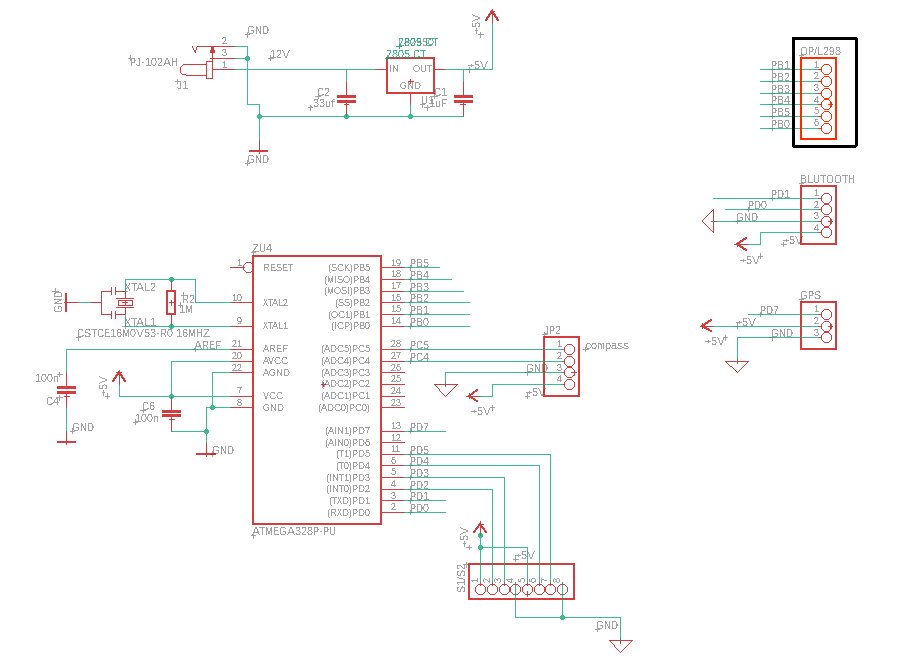 GND
2
3
1
PJ-102AH
J1
12V
7805 CT
IN
OUT
GND
+5V
+5V
C2
33uf
C1
1uF
GND
OP/L298
PB1 1
PB2 2
PB3 3
PB4 4
PB5 5
PB0 6
BLUTOOTH
PD1 1
PD0 2
GND 3
+5V 4
+5V
GPS
PD7 1
+5V 2
GND 3
+5V
ZU4
1 RESET
10 XTAL2
9 XTAL1
21 AREF
20 AVCC
22 AGND
7 VCC
8 GND
(SCK)PB5 19 PB5
(MISO)PB4 18 PB4
(MOSI)PB3 17 PB3
(SS)PB2 16 PB2
(OC1)PB1 15 PB1
(ICP)PB0 14 PB0
(ADC5)PC5 28 PC5
(ADC4)PC4 27 PC4
(ADC3)PC3 26
(ADC2)PC2 25
(ADC1)PC1 24
(ADC0)PC0 23
(AIN1)PD7 13 PD7
(AIN0)PD6 12
(T1)PD5 11 PD5
(T0)PD4 6 PD4
(INT1)PD3 5 PD3
(INT0)PD2 4 PD2
(TXD)PD1 3 PD1
(RXD)PD0 2 PD0
ATMEGA328P-PU
GND
XTAL2
XTAL1
R2
1M
CSTCE16M0V53-R0 16MHZ
AREF
100n
C4
GND
+5V
C6
100n
GND
JP2
compass
1
2
GND 3
+5V 4
+5V
+5V
+5V
S1/S2
1 2 3 4 5 6 7 8
GND